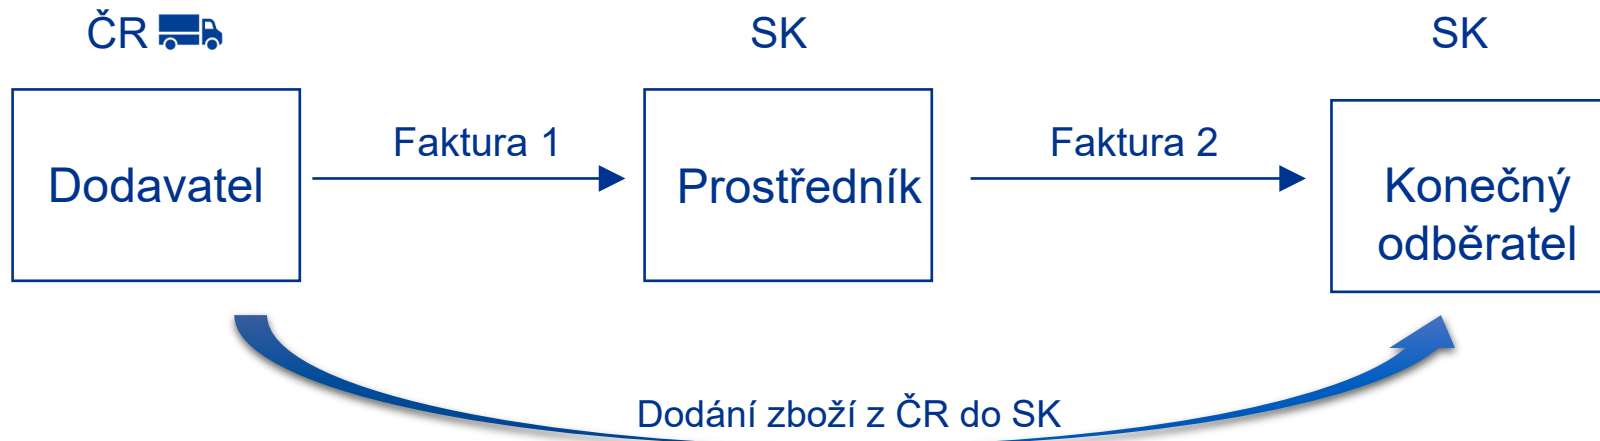 ČR
SK
SK
Dodavatel
Faktura 1
Prostředník
Faktura 2
Konečný
odběratel
Dodání zboží z ČR do SK